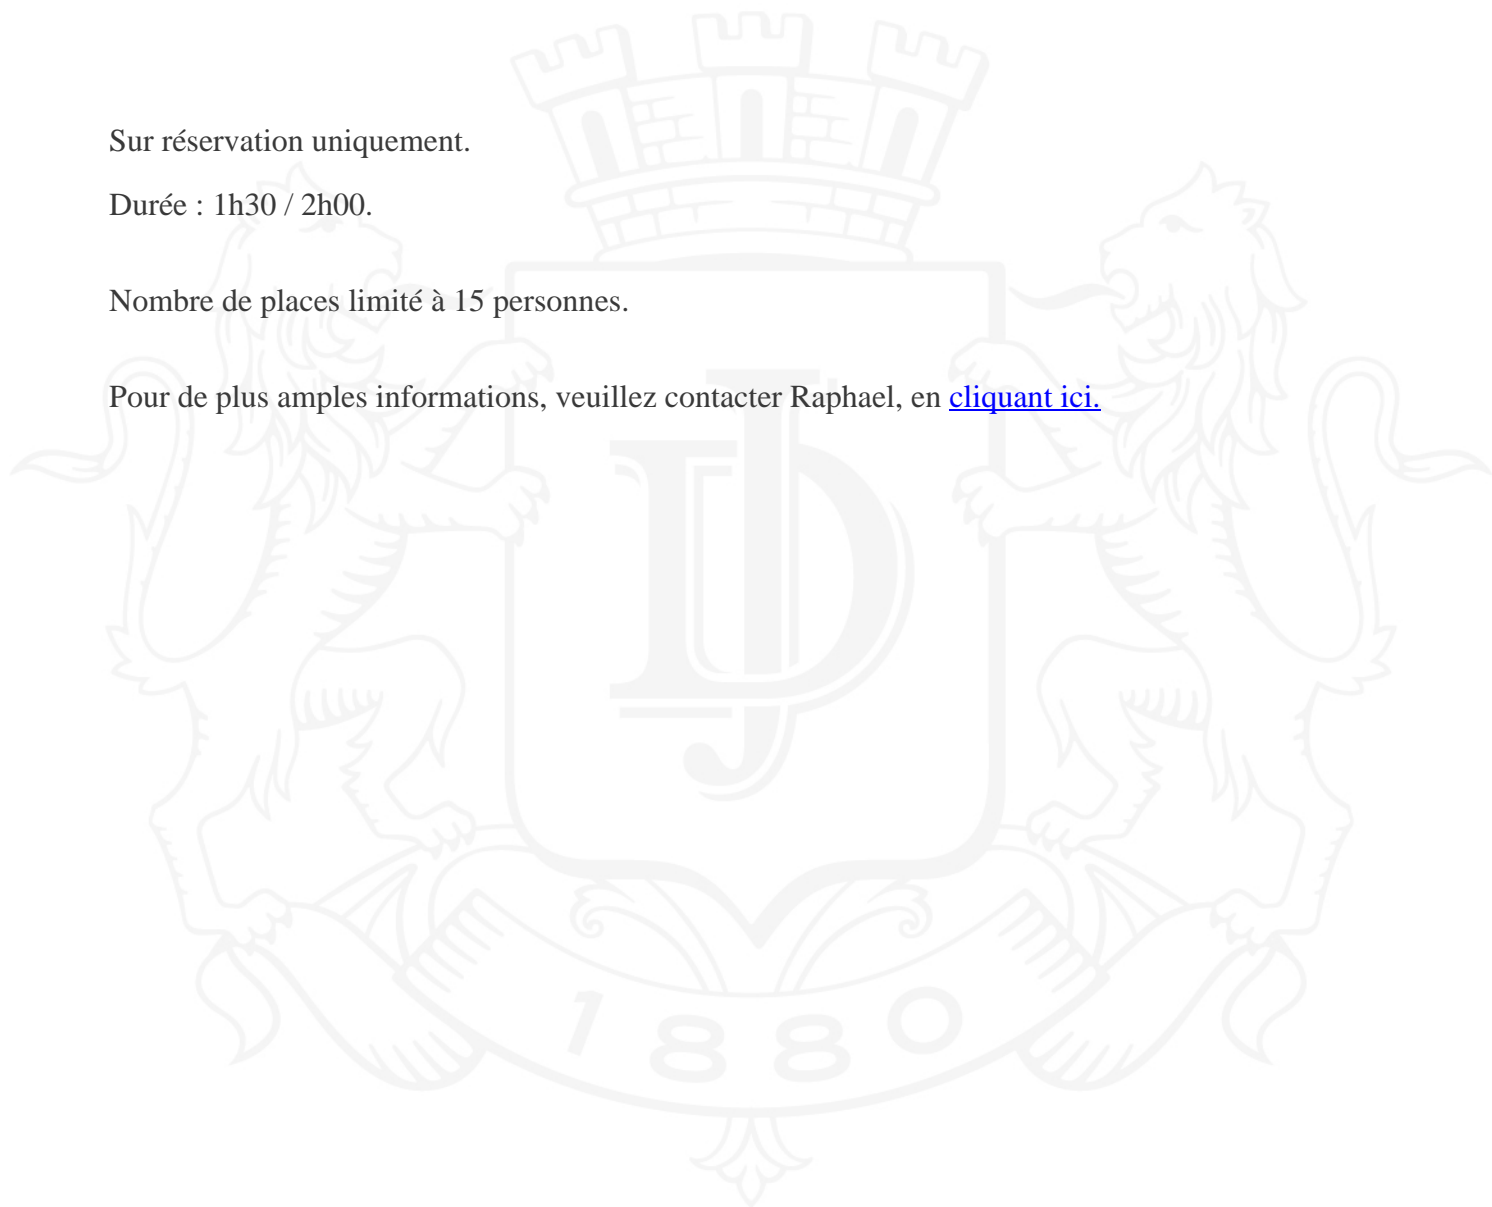 Sur réservation uniquement.
Durée : 1h30 / 2h00.
Nombre de places limité à 15 personnes.
Pour de plus amples informations, veuillez contacter Raphael, en cliquant ici.
JD
1880